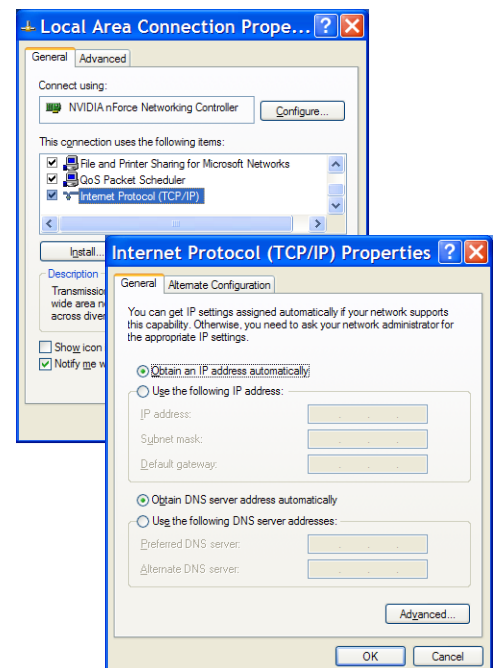 Local Area Connection Prope...
General
Advanced
Connect using:
NVIDIA nForce Networking Controller
Configure...
This connection uses the following items:
File and Printer Sharing for Microsoft Networks
QoS Packet Scheduler
Internet Protocol (TCP/IP)
Install...
Description
Transmissio
wide area n
across diver
Show icon
Notify me w
Internet Protocol (TCP/IP) Properties
General
Alternate Configuration
You can get IP settings assigned automatically if your network supports
this capability. Otherwise, you need to ask your network administrator for
the appropriate IP settings.
Obtain an IP address automatically
Use the following IP address:
IP address:
Subnet mask:
Default gateway:
Obtain DNS server address automatically
Use the following DNS server addresses:
Preferred DNS server:
Alternate DNS server:
Advanced...
OK
Cancel